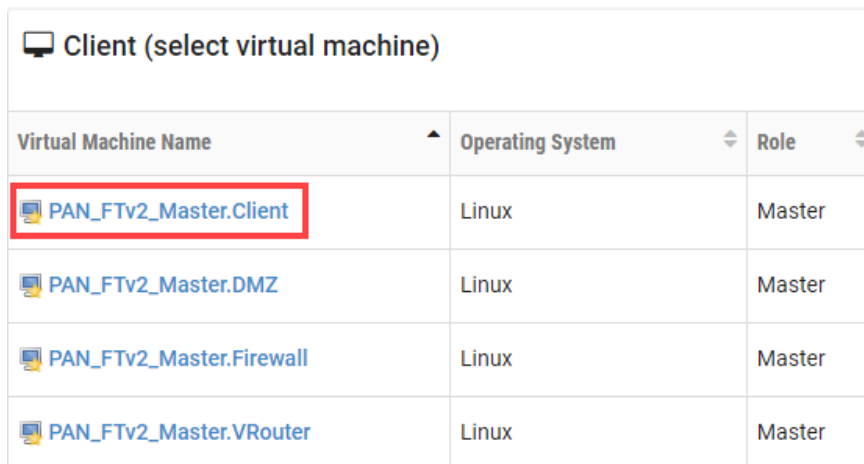 Client (select virtual machine)
Virtual Machine Name Operating System Role
PAN_FTv2_Master.Client Linux Master
PAN_FTv2_Master.DMZ Linux Master
PAN_FTv2_Master.Firewall Linux Master
PAN_FTv2_Master.VRouter Linux Master